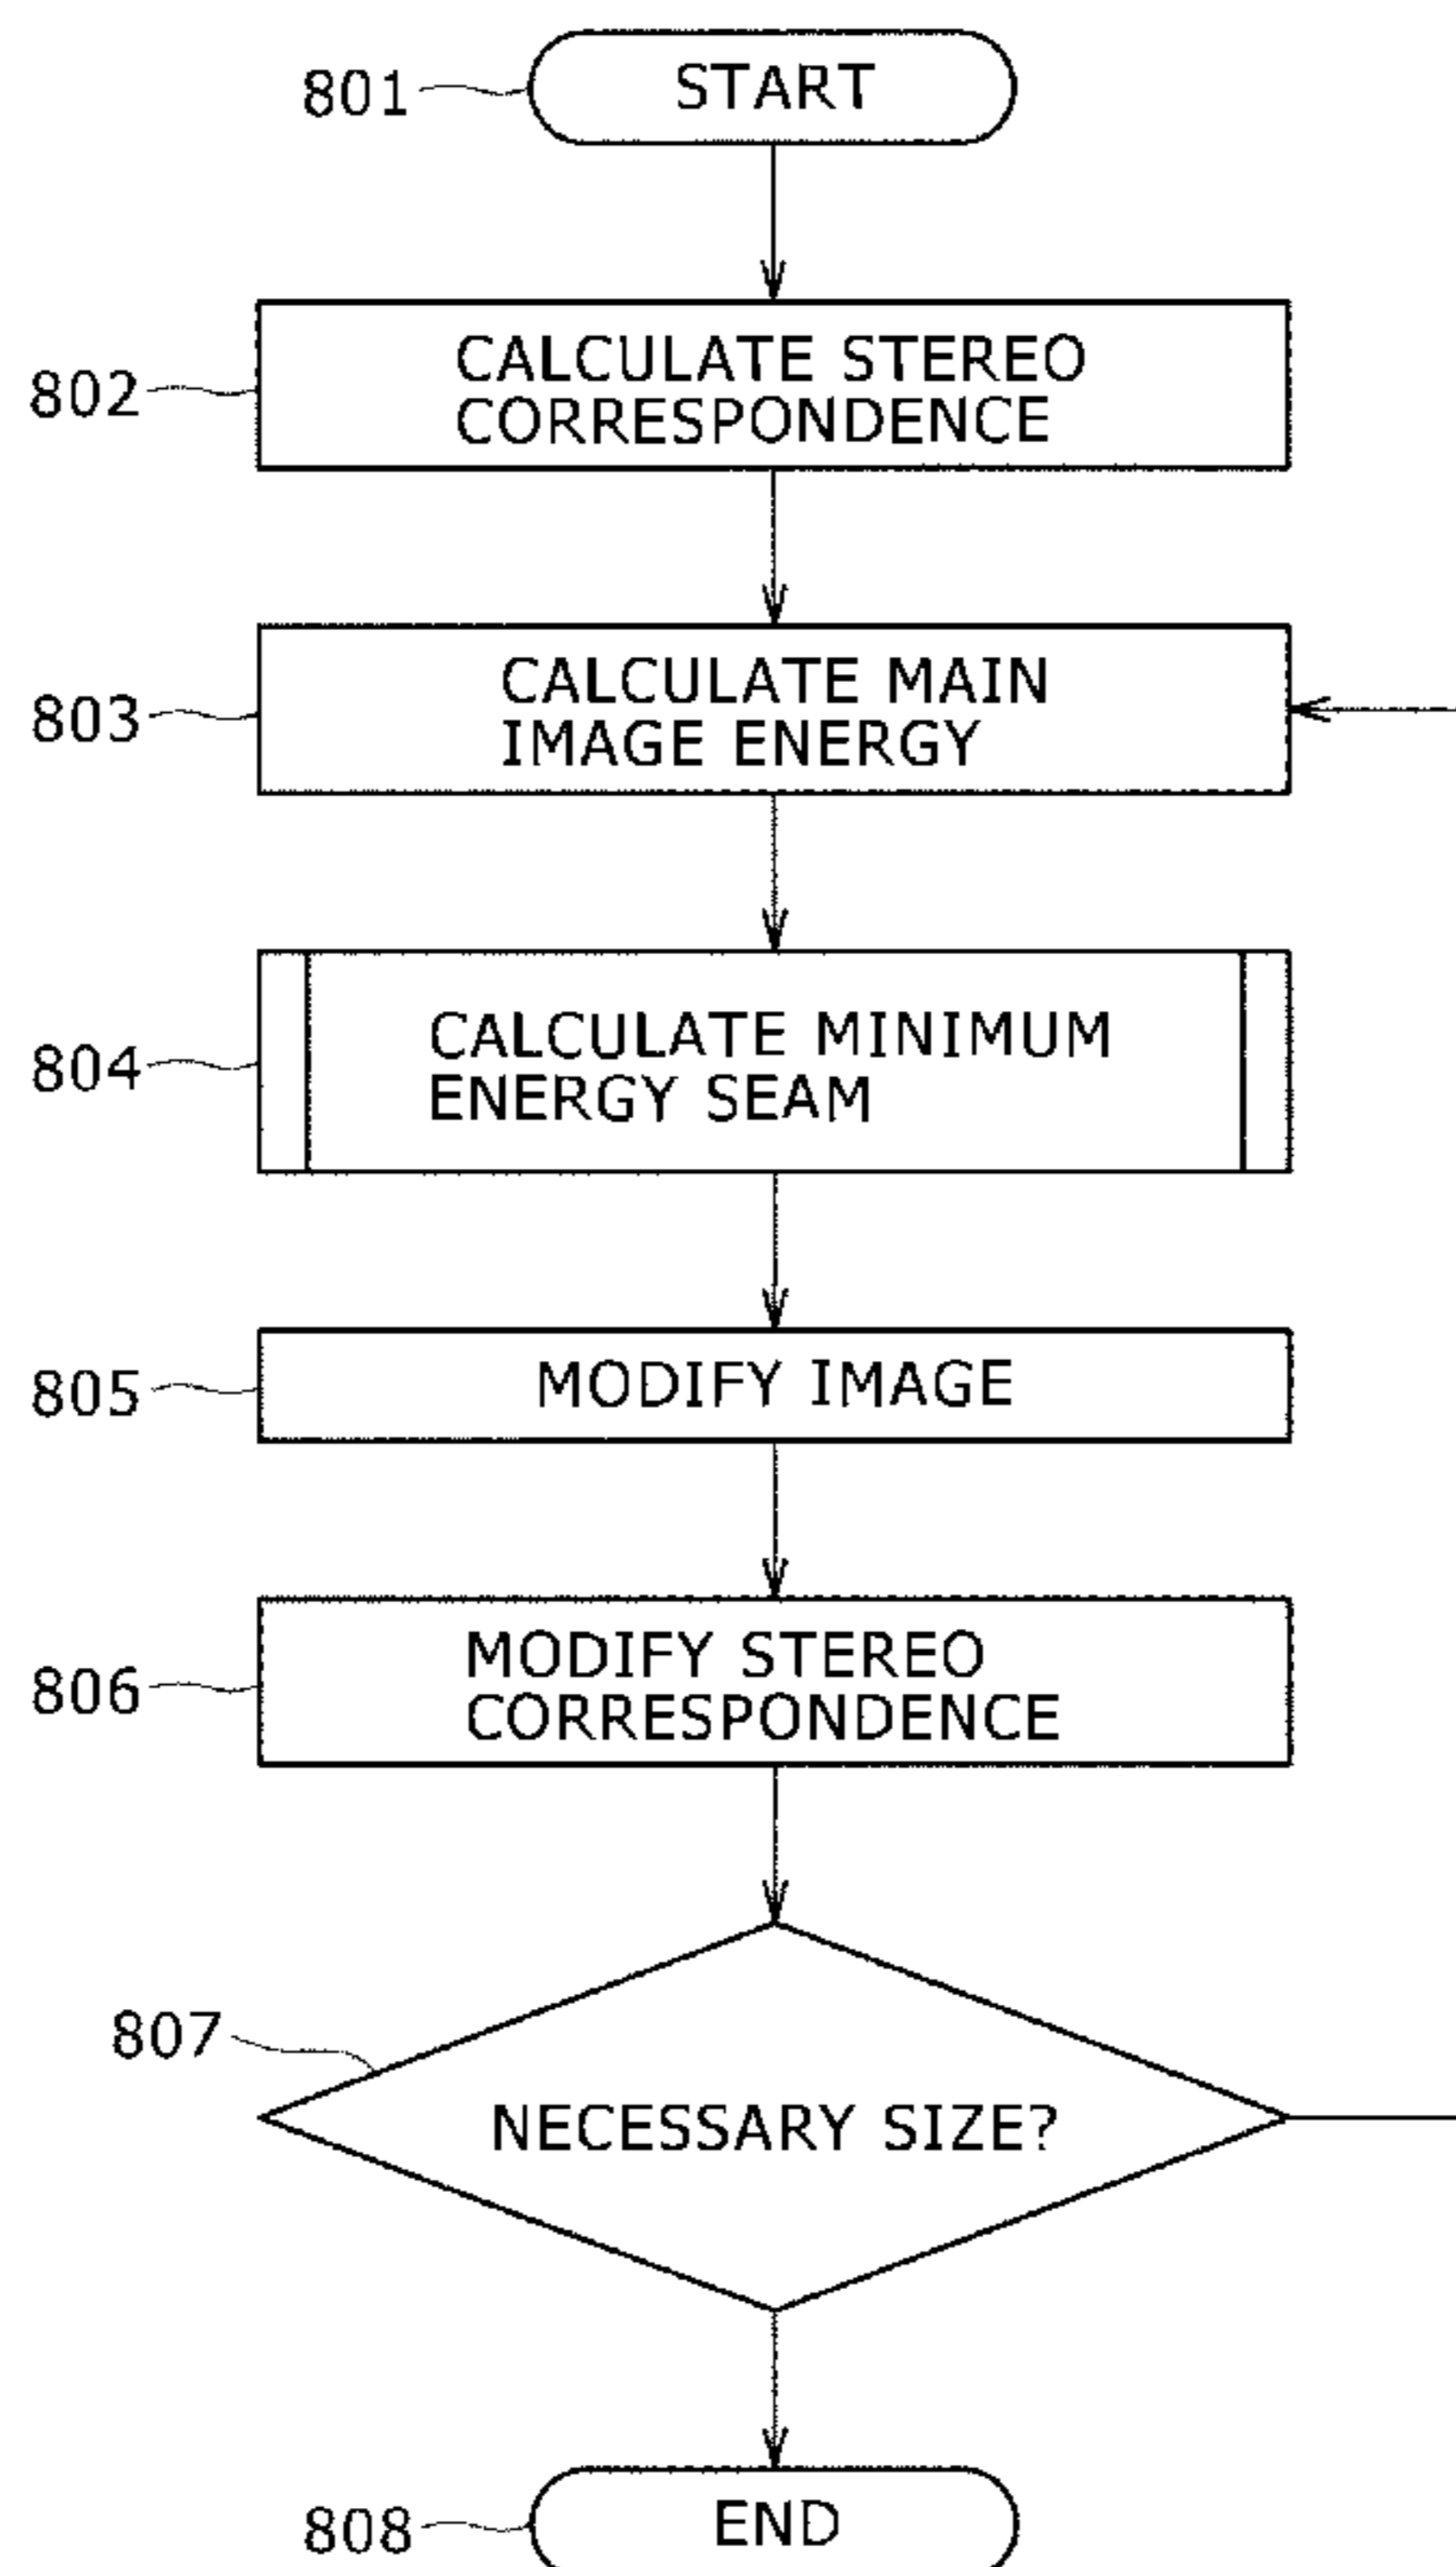 801
START
802
CALCULATE STEREO
CORRESPONDENCE
803
CALCULATE MAIN
IMAGE ENERGY
804
CALCULATE MINIMUM
ENERGY SEAM
805
MODIFY IMAGE
806
MODIFY STEREO
CORRESPONDENCE
807
NECESSARY SIZE?
808
END